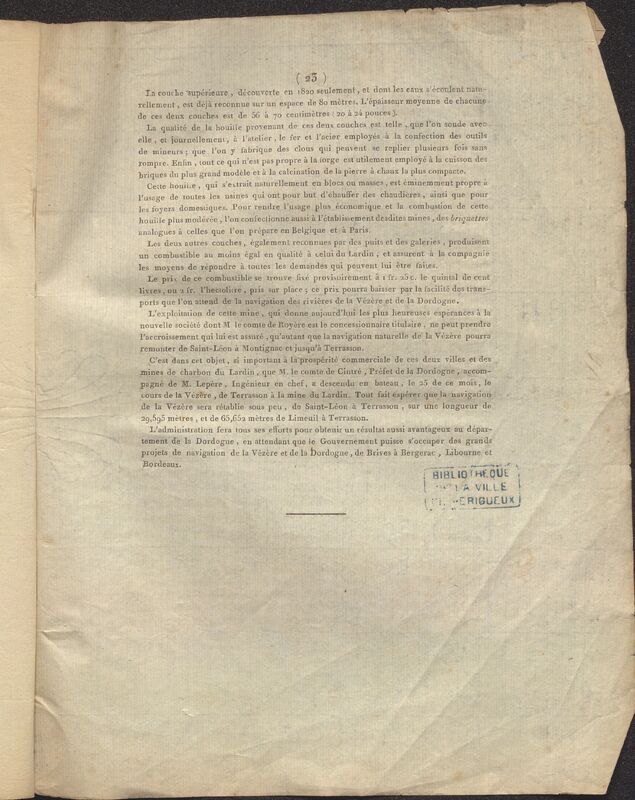 ( 23 )
La couche supérieure, découverte en 1820 seulement, et dont les eaux s'écoulent natu-
rellement, est déjà reconnue sur un espace de 80 mètres. L'épaisseur moyenne de chacune
de ces deux couches est de 56 à 70 centimètres (20 à 24 pouces).
La qualité de la houille provenant de ces deux couches est telle, que l'on soude avec
elle, et journellement, à l'atelier, le fer et l'acier employés à la confection des outils
de mineurs; que l'on y fabrique des clous qui peuvent se replier plusieurs fois sans
rompre. Enfin, tout ce qui n'est pas propre à la forge est utilement employé à la cuisson des
briques du plus grand modèle et à la calcination de la pierre à chaux la plus compacte.
Cette houille, qui s'extrait naturellement en blocs ou masses, est éminemment propre à
l'usage de toutes les usines qui ont pour but d'échauffer des chaudières, ainsi que pour
les foyers domestiques. Pour rendre l'usage plus économique et la combustion de cette
houille plus modérée, l'on confectionne aussi à l'établissement desdites mines, des briquettes
analogues à celles que l'on prépare en Belgique et à Paris.
Les deux autres couches, également reconnues par des puits et des galeries, produisent
un combustible au moins égal en qualité à celui du Lardin, et assurent à la compagnie
les moyens de répondre à toutes les demandes qui peuvent lui être faites.
Le prix de ce combustible se trouve fixé provisoirement à 1 fr. 25 c. le quintal de cent
livres, ou 2 fr. l'hectolitre, pris sur place; ce prix pourra baisser par la facilité des trans-
ports que l'on attend de la navigation des rivières de la Vézère et de la Dordogne.
L'exploitation de cette mine, qui donne aujourd'hui les plus heureuses espérances à la
nouvelle société dont M. le comte de Royère est le concessionnaire titulaire, ne peut prendre
l'accroissement qui lui est assuré, qu'autant que la navigation naturelle de la Vézère pourra
remonter de Saint-Léon à Montignac et jusqu'à Terrasson.
C'est dans cet objet, si important à la prospérité commerciale de ces deux villes et des
mines de charbon du Lardin, que M. le comte de Cintré, Préfet de la Dordogne, accom-
pagné de M. Lepère, Ingénieur en chef, a descendu en bateau, le 25 de ce mois, le
cours de la Vézère, de Terrasson à la mine du Lardin. Tout fait espérer que la navigation
de la Vézère sera rétablie sous peu, de Saint-Léon à Terrasson, sur une longueur de
29,595 mètres, et de 65,652 mètres de Limeuil à Terrasson.
L'administration fera tous ses efforts pour obtenir un résultat aussi avantageux au dépar-
tement de la Dordogne, en attendant que le Gouvernement puisse s'occuper des grands
projets de navigation de la Vézère et de la Dordogne, de Brives à Bergerac, Libourne et
Bordeaux.
BIBLIOTHEQUE
LA VILLE
PERIGUEUX